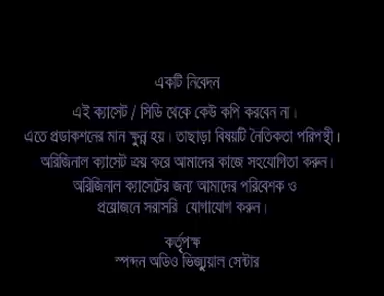 একটি নিবেদন
এই ক্যাসেট / সিডি থেকে কেউ কপি করবেন না।
এতে প্রডাকশনের মান ক্ষুন্ন হয়। তাছাড়া বিষয়টি নৈতিকতা পরিপন্থী।
অরিজিনাল ক্যাসেট ক্রয় করে আমাদের কাজে সহযোগিতা করুন।
অরিজিনাল ক্যাসেটের জন্য আমাদের পরিবেশক ও
প্রয়োজনে সরাসরি যোগাযোগ করুন।
কর্তৃপক্ষ
স্পন্দন অডিও ভিজ্যুয়াল সেন্টার